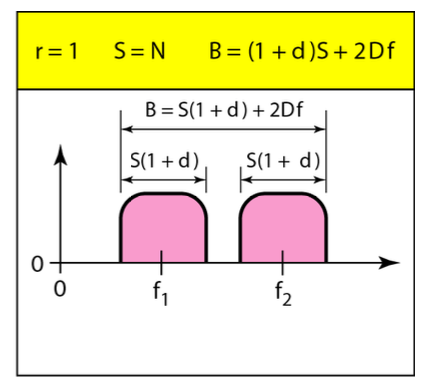 r = 1 S = N B = (1 + d)S + 2Df
B = S(1 + d) + 2Df
S(1 + d) S(1 + d)
0
0 f₁ f₂